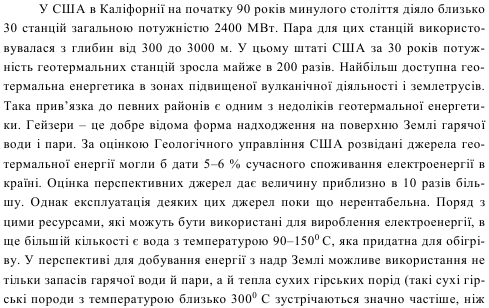 У США в Каліфорнії на початку 90 років минулого століття діяло близько
30 станцій загальною потужністю 2400 МВт. Пара для цих станцій використо-
вувалася з глибин від 300 до 3000 м. У цьому штаті США за 30 років потуж-
ність геотермальних станцій зросла майже в 200 разів. Найбільш доступна гео-
термальна енергетика в зонах підвищеної вулканічної діяльності і землетрусів.
Така прив’язка до певних районів є одним з недоліків геотермальної енергети-
ки. Гейзери – це добре відома форма надходження на поверхню Землі гарячої
води і пари. За оцінкою Геологічного управління США розвідані джерела гео-
термальної енергії могли б дати 5–6 % сучасного споживання електроенергії в
країні. Оцінка перспективних джерел дає величину приблизно в 10 разів біль-
шу. Однак експлуатація деяких цих джерел поки що нерентабельна. Поряд з
цими ресурсами, які можуть бути використані для вироблення електроенергії, в
ще більшій кількості є вода з температурою 90–150⁰ С, яка придатна для обігрі-
ву. У перспективі для добування енергії з надр Землі можливе використання не
тільки запасів гарячої води й пари, а й тепла сухих гірських порід (такі сухі гір-
ські породи з температурою близько 300⁰ С зустрічаються значно частіше, ніж